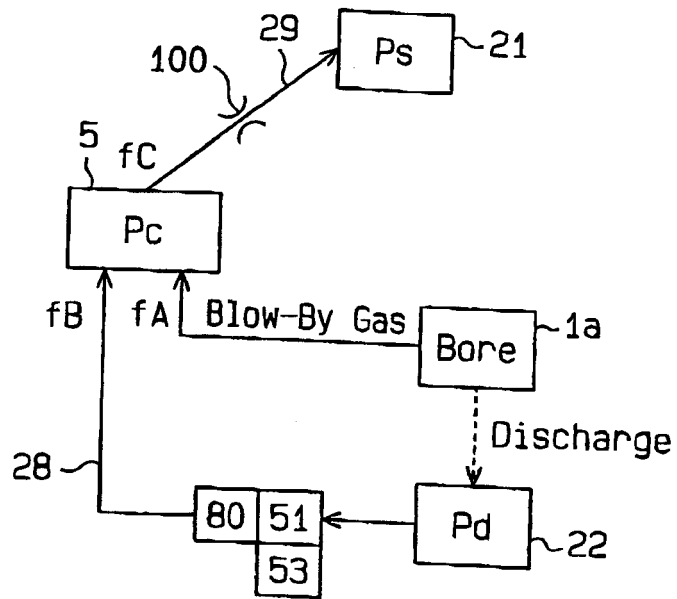 29
100
Ps
21
5
fC
Pc
fB
fA
Blow-By Gas
Bore
1a
Discharge
28
80
51
53
Pd
22